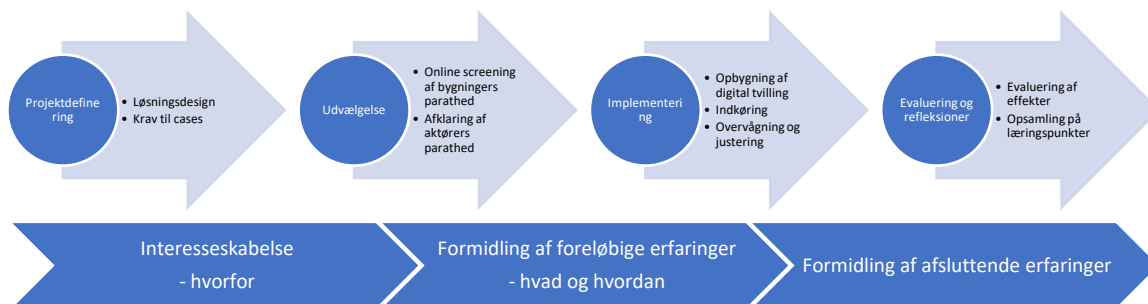 Projektdefine
ring
• Løsningsdesign
• Krav til cases
Udvælgelse
• Online screening
af bygningers
parathed
• Afklaring af
aktørers
parathed
Implementeri
ng
• Opbygning af
digital tvilling
• Indkøring
• Overvågning og
justering
Evaluering og
refleksioner
• Evaluering af
effekter
• Opsamling på
læringspunkter
Interesseskabelse
- hvorfor
Formidling af foreløbige erfaringer
- hvad og hvordan
Formidling af afsluttende erfaringer